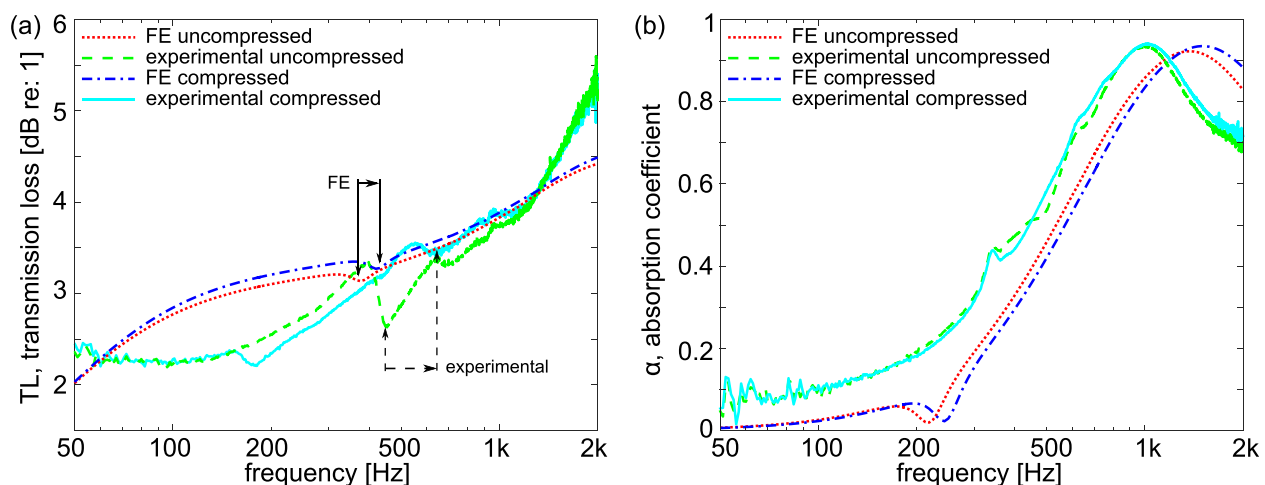 (a)
6
5
4
3
2
TL, transmission loss [dB re: 1]
FE uncompressed
experimental uncompressed
FE compressed
experimental compressed
FE
experimental
50 100 200 500 1k 2k
frequency [Hz]
(b)
1
0.8
0.6
0.4
0.2
0
α, absorption coefficient
FE uncompressed
experimental uncompressed
FE compressed
experimental compressed
50 100 200 500 1k 2k
frequency [Hz]